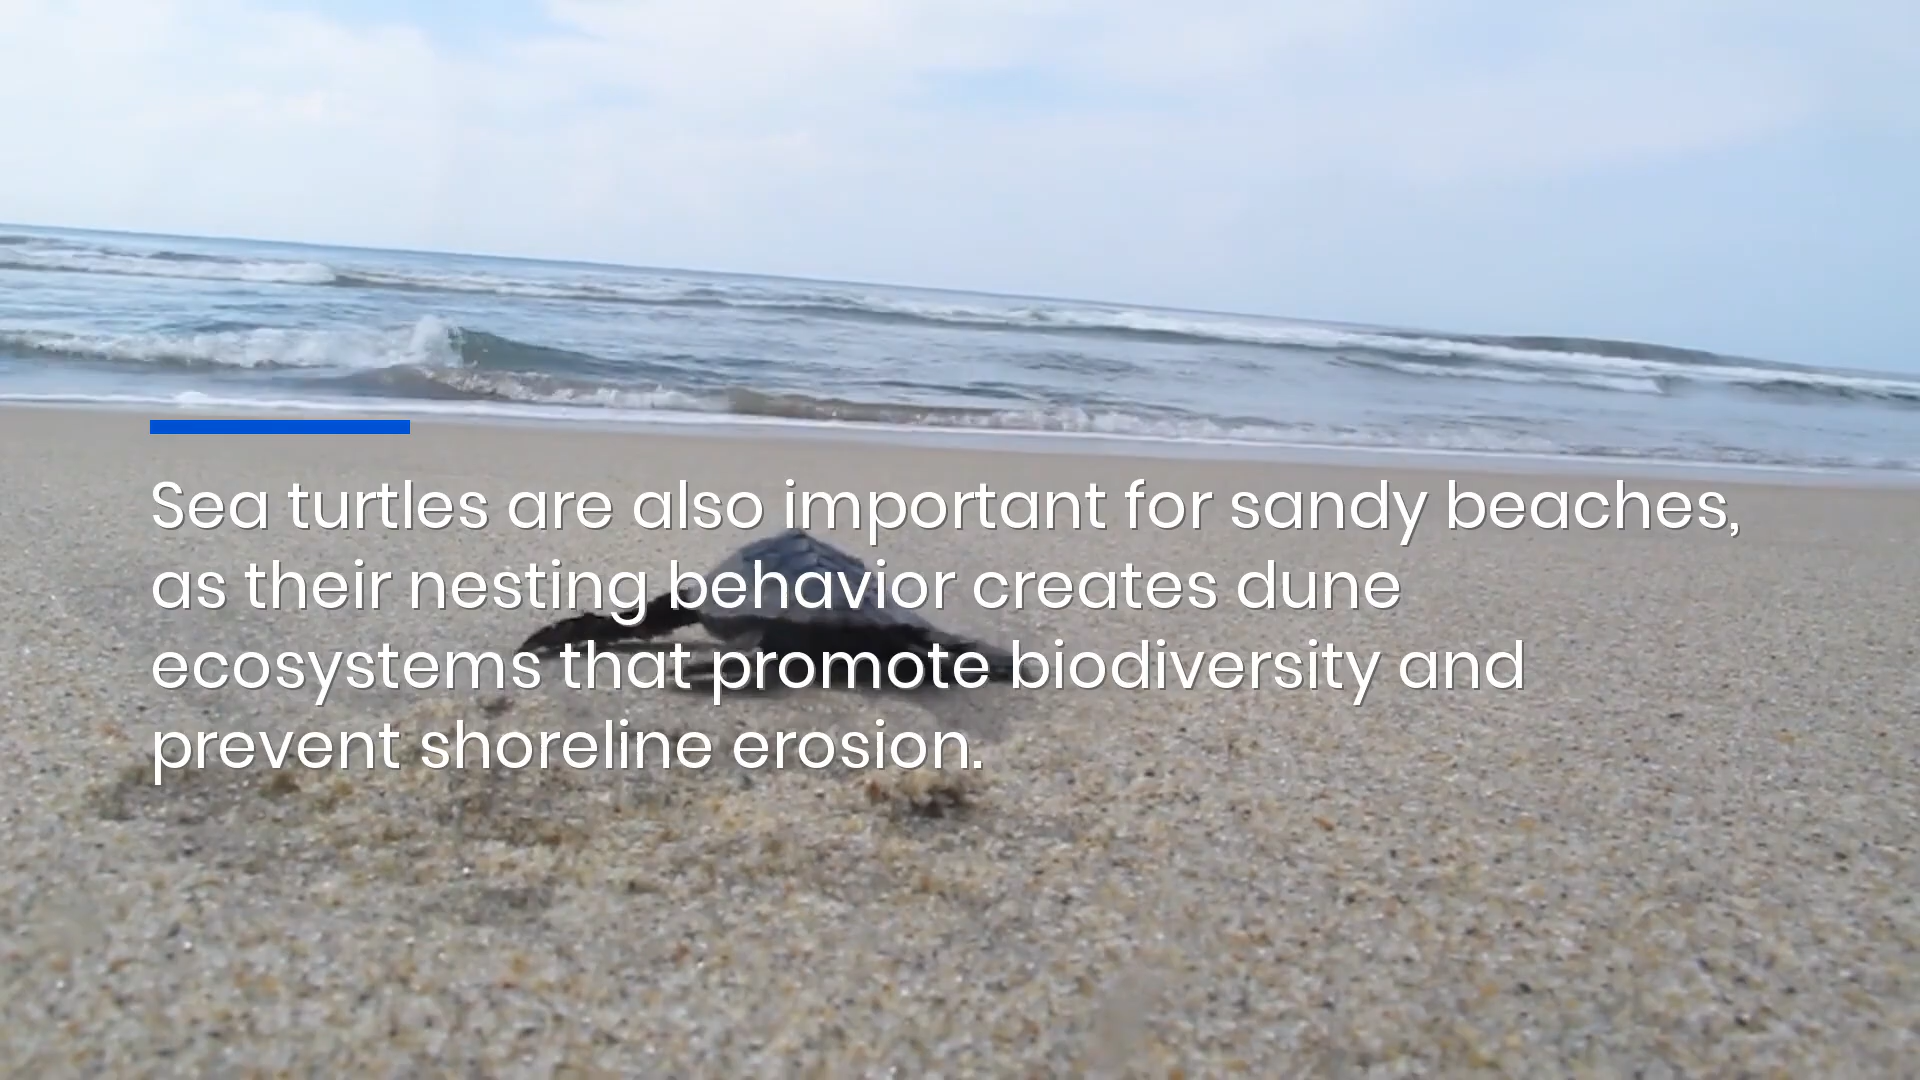 Sea turtles are also important for sandy beaches,
as their nesting behavior creates dune
ecosystems that promote biodiversity and
prevent shoreline erosion.